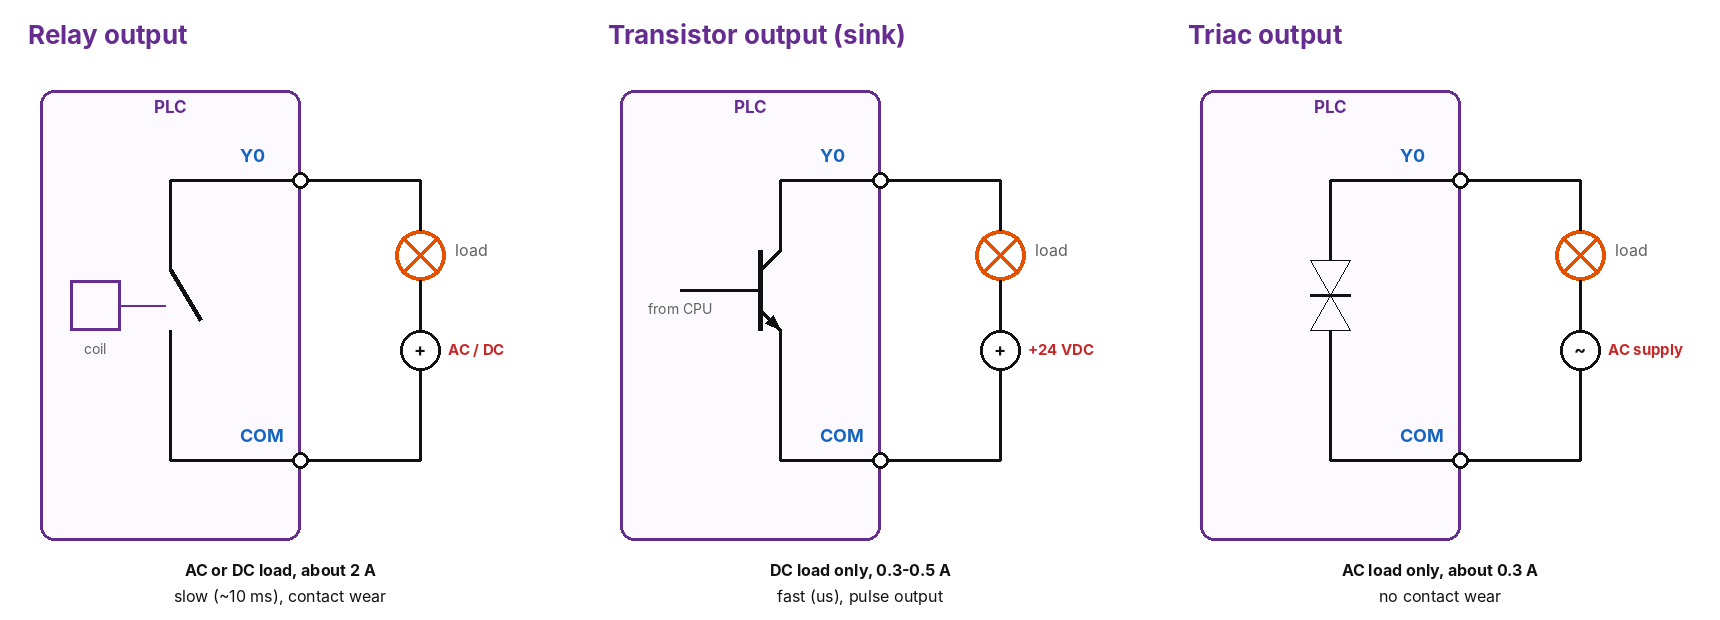 Relay output
PLC
Y0
load
coil
+
AC / DC
COM
AC or DC load, about 2 A
slow (~10 ms), contact wear
Transistor output (sink)
PLC
Y0
load
from CPU
+
+24 VDC
COM
DC load only, 0.3-0.5 A
fast (us), pulse output
Triac output
PLC
Y0
load
~
AC supply
COM
AC load only, about 0.3 A
no contact wear